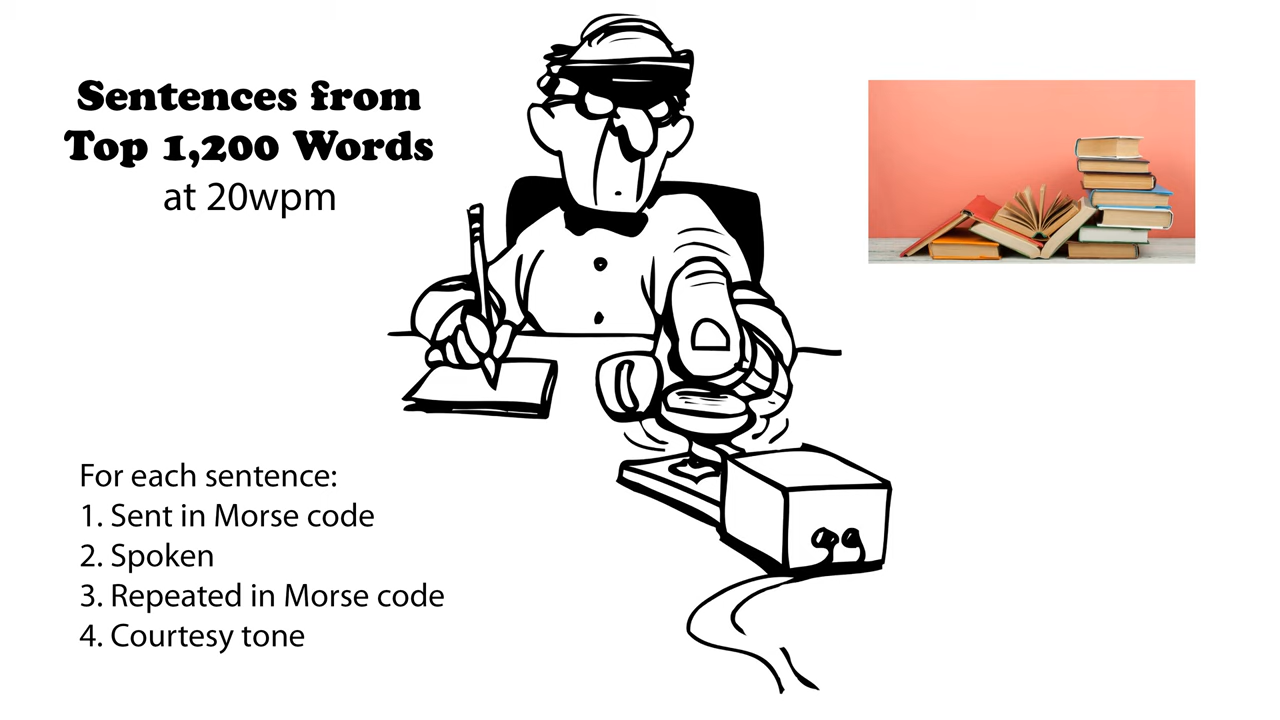 Sentences from
Top 1,200 Words
at 20wpm
For each sentence:
1. Sent in Morse code
2. Spoken
3. Repeated in Morse code
4. Courtesy tone